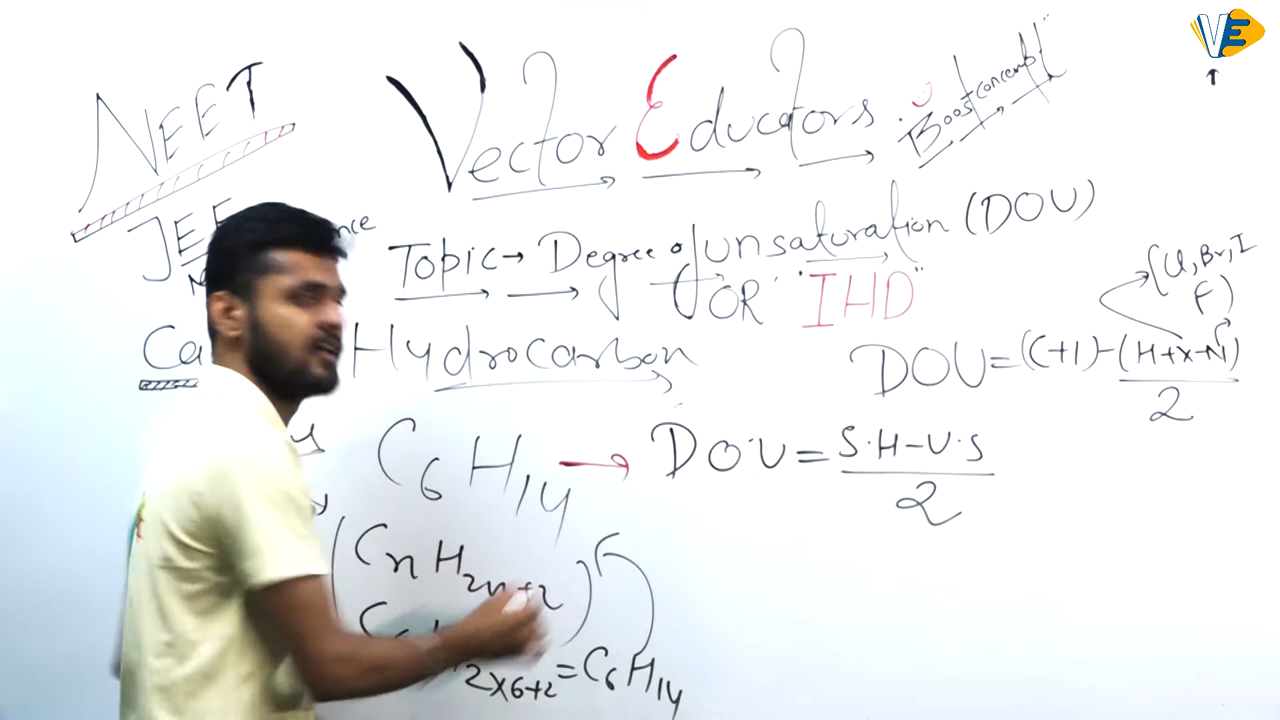 VE
NEET
Vector Educators
"Boost concept"
JEE
Topic → Degree of unsaturation (DOU)
OR "IHD"
(Cl, Br, I
F)
Hydrocarbon
DOU = (C+1) - (H+X-N)
2
C6H14 → D.O.U = S.H-U.S
2
(CnH2n+2)
2x6+2 = C6H14